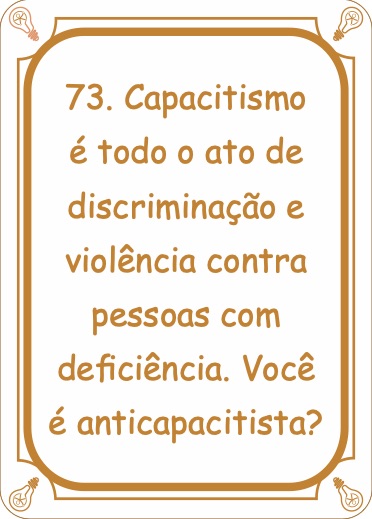 73. Capacitismo
é todo o ato de
discriminação e
violência contra
pessoas com
deficiência. Você
é anticapacitista?